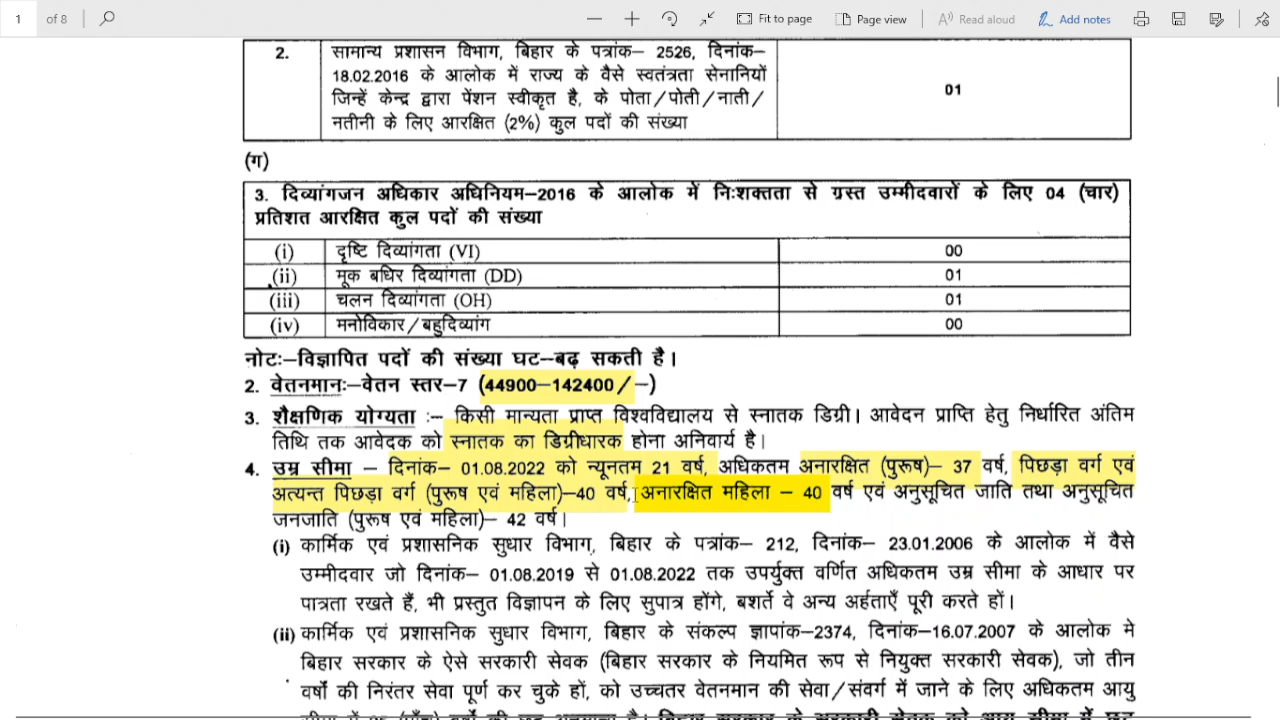 1 of 8 Fit to page Page view Read aloud Add notes
2. सामान्य प्रशासन विभाग, बिहार के पत्रांक– 2526, दिनांक– 01
18.02.2016 के आलोक में राज्य के वैसे स्वतंत्रता सेनानियों
जिन्हें केन्द्र द्वारा पेंशन स्वीकृत है, के पोता/पोती/नाती/
नतीनी के लिए आरक्षित (2%) कुल पदों की संख्या
(ग)
3. दिव्यांगजन अधिकार अधिनियम–2016 के आलोक में निःशक्तता से ग्रस्त उम्मीदवारों के लिए 04 (चार)
प्रतिशत आरक्षित कुल पदों की संख्या
(i) दृष्टि दिव्यांगता (VI) 00
(ii) मूक बधिर दिव्यांगता (DD) 01
(iii) चलन दिव्यांगता (OH) 01
(iv) मनोविकार/बहुदिव्यांग 00
नोटः–विज्ञापित पदों की संख्या घट–बढ़ सकती है।
2. वेतनमानः–वेतन स्तर–7 (44900–142400/–)
3. शैक्षणिक योग्यता :– किसी मान्यता प्राप्त विश्वविद्यालय से स्नातक डिग्री। आवेदन प्राप्ति हेतु निर्धारित अंतिम
तिथि तक आवेदक को स्नातक का डिग्रीधारक होना अनिवार्य है।
4. उम्र सीमा – दिनांक– 01.08.2022 को न्यूनतम 21 वर्ष, अधिकतम अनारक्षित (पुरूष)– 37 वर्ष, पिछड़ा वर्ग एवं
अत्यन्त पिछड़ा वर्ग (पुरूष एवं महिला)–40 वर्ष, अनारक्षित महिला – 40 वर्ष एवं अनुसूचित जाति तथा अनुसूचित
जनजाति (पुरूष एवं महिला)– 42 वर्ष।
(i) कार्मिक एवं प्रशासनिक सुधार विभाग, बिहार के पत्रांक– 212, दिनांक– 23.01.2006 के आलोक में वैसे
उम्मीदवार जो दिनांक– 01.08.2019 से 01.08.2022 तक उपर्युक्त वर्णित अधिकतम उम्र सीमा के आधार पर
पात्रता रखते हैं, भी प्रस्तुत विज्ञापन के लिए सुपात्र होंगे, बशर्ते वे अन्य अर्हताएँ पूरी करते हों।
(ii) कार्मिक एवं प्रशासनिक सुधार विभाग, बिहार के संकल्प ज्ञापांक–2374, दिनांक–16.07.2007 के आलोक मे
बिहार सरकार के ऐसे सरकारी सेवक (बिहार सरकार के नियमित रूप से नियुक्त सरकारी सेवक), जो तीन
वर्षों की निरंतर सेवा पूर्ण कर चुके हों, को उच्चतर वेतनमान की सेवा/संवर्ग में जाने के लिए अधिकतम आयु